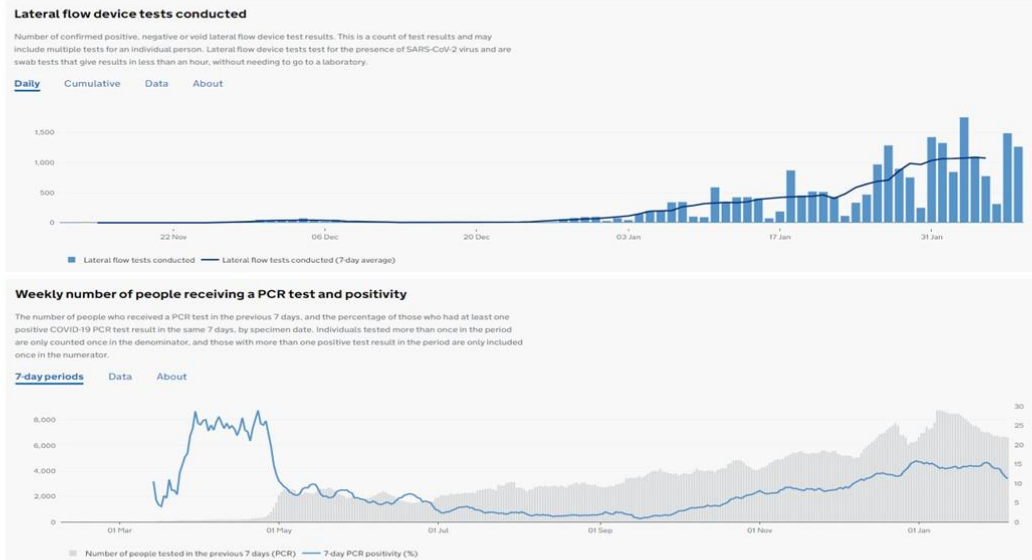 Lateral flow device tests conducted
Number of confirmed positive, negative or void lateral flow device test results. This is a count of test results and may
include multiple tests for an individual person. Lateral flow device tests test for the presence of SARS-CoV-2 virus and are
swab tests that give results in less than an hour, without needing to go to a laboratory.
Daily Cumulative Data About
1,500
1,000
500
0
22 Nov 06 Dec 20 Dec 03 Jan 17 Jan 31 Jan
Lateral flow tests conducted Lateral flow tests conducted (7-day average)
Weekly number of people receiving a PCR test and positivity
The number of people who received a PCR test in the previous 7 days, and the percentage of those who had at least one
positive COVID-19 PCR test result in the same 7 days, by specimen date. Individuals tested more than once in the period
are only counted once in the denominator, and those with more than one positive test result in the period are only included
once in the numerator.
7-day periods Data About
30
8,000 25
6,000 20
15
4,000
10
2,000 5
0 0
01 Mar 01 May 01 Jul 01 Sep 01 Nov 01 Jan
Number of people tested in the previous 7 days (PCR) 7-day PCR positivity (%)